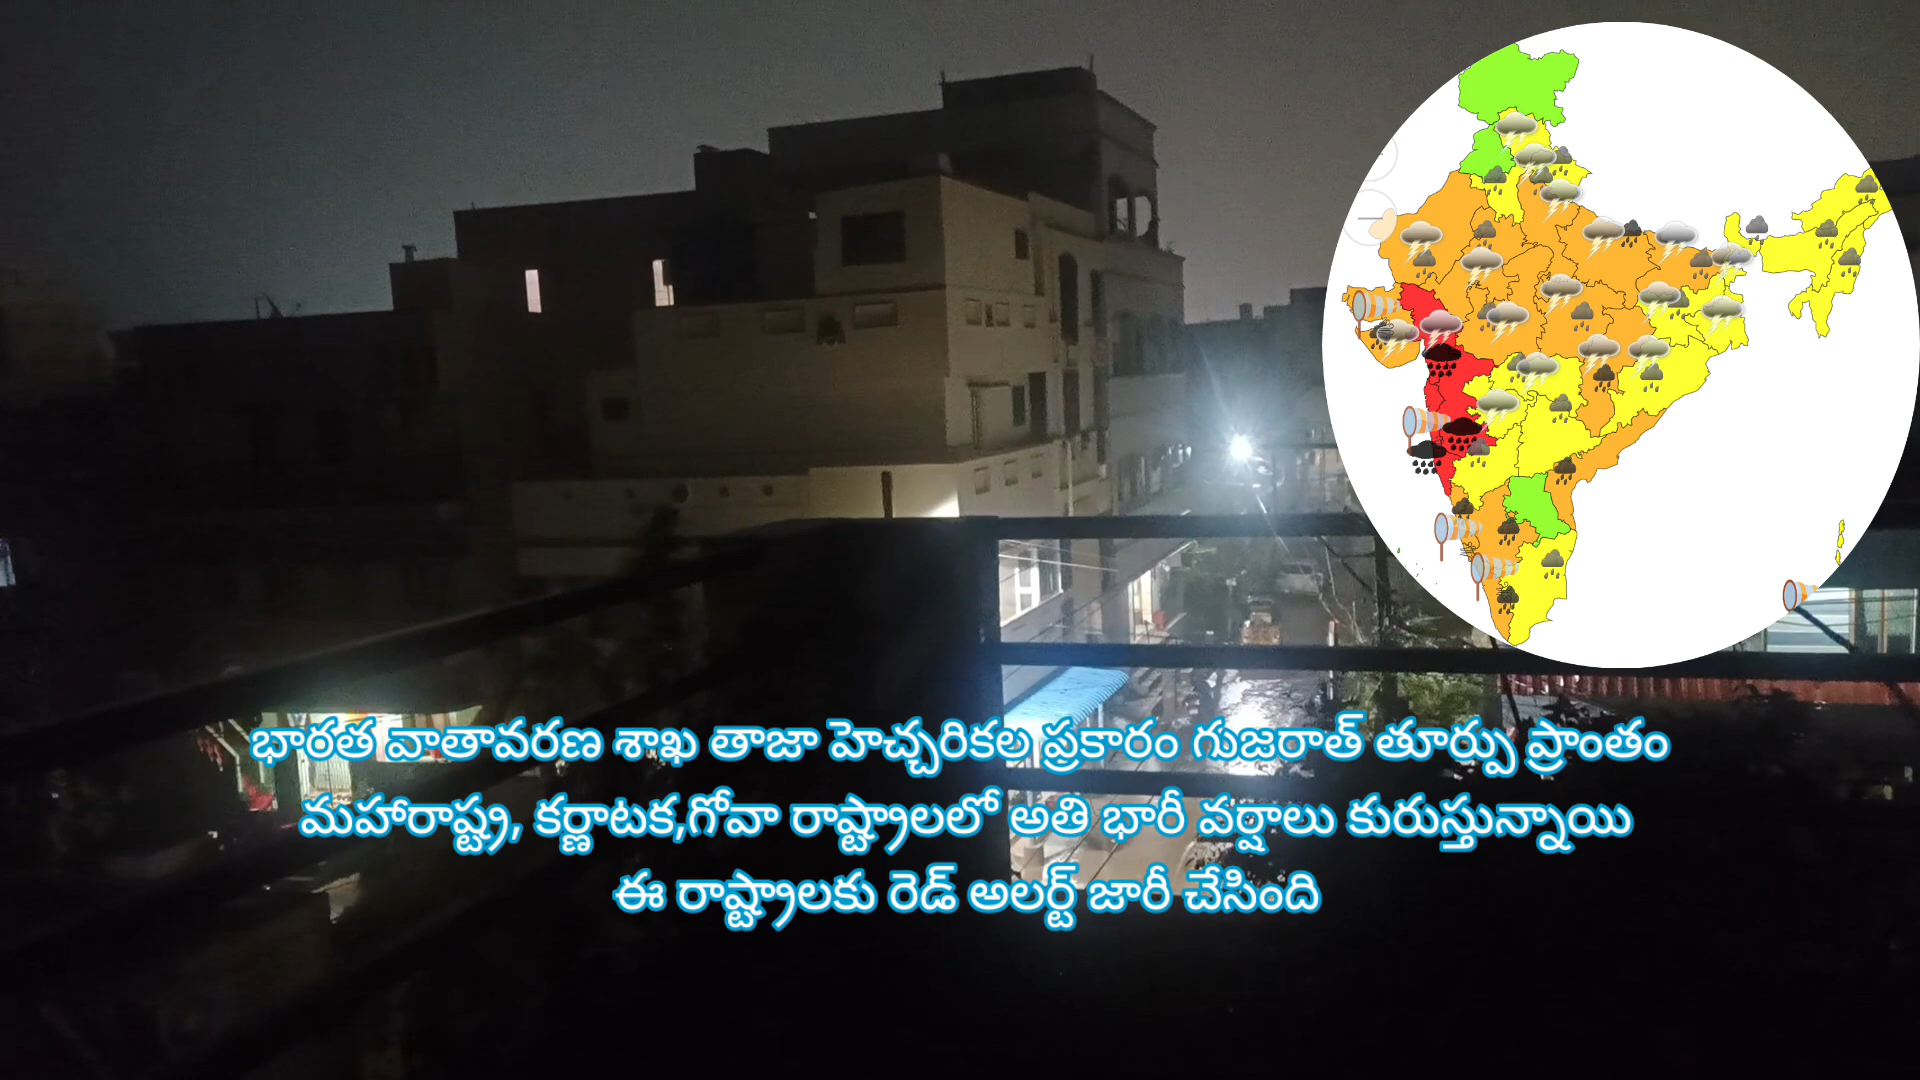 భారత వాతావరణ శాఖ తాజా హెచ్చరికల ప్రకారం గుజరాత్ తూర్పు ప్రాంతం
మహారాష్ట్ర, కర్ణాటక,గోవా రాష్ట్రాలలో అతి భారీ వర్షాలు కురుస్తున్నాయి
ఈ రాష్ట్రాలకు రెడ్ అలర్ట్ జారీ చేసింది